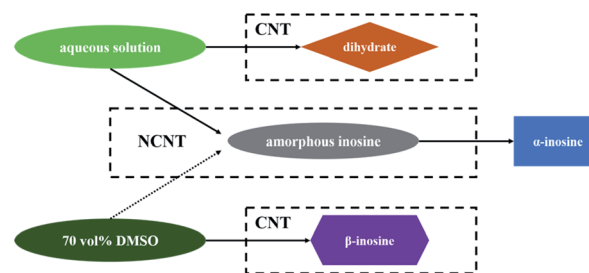 CNT
aqueous solution
dihydrate
NCNT
amorphous inosine
α-inosine
CNT
70 vol% DMSO
β-inosine